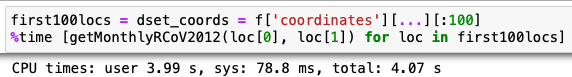 first100locs = dset_coords = f['coordinates'][...][:100]
%time [getMonthlyRCoV2012(loc[0], loc[1]) for loc in first100locs]
CPU times: user 3.99 s, sys: 78.8 ms, total: 4.07 s